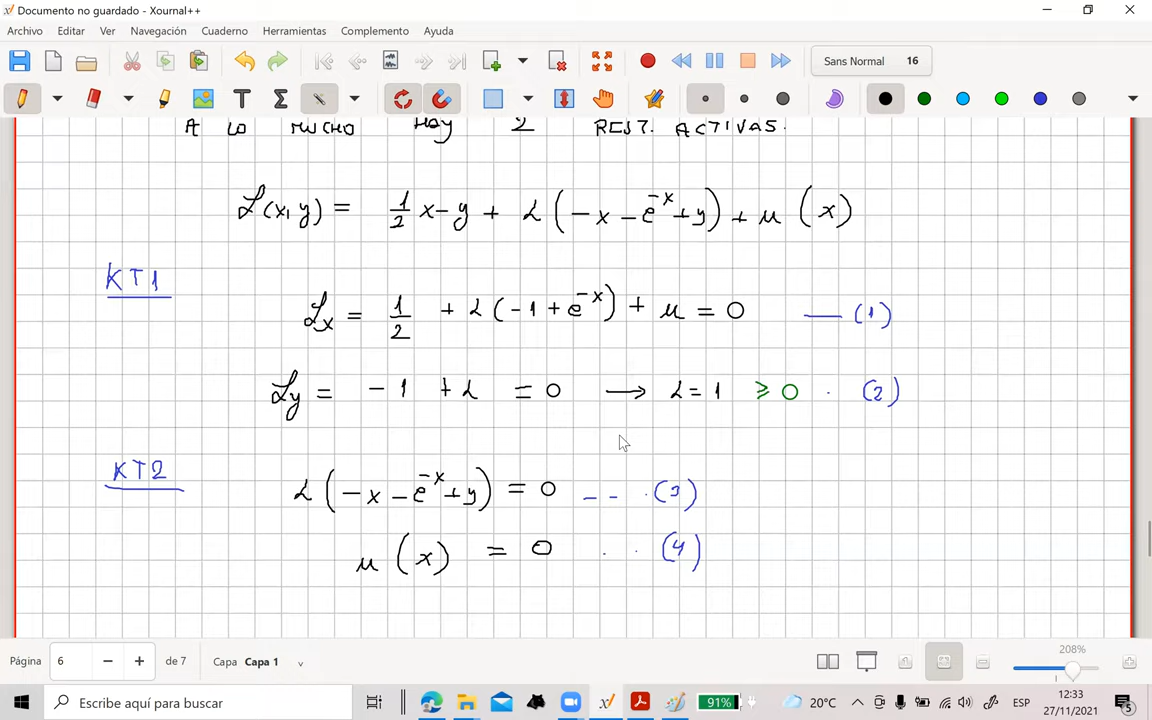 Documento no guardado - Xournal++
Archivo Editar Ver Navegación Cuaderno Herramientas Complemento Ayuda
Sans Normal 16
A LO MUCHO HAY 2 REST. ACTIVAS.
ℒ(x,y) = 1/2 x - y + λ(-x - e^{-x} + y) + μ(x)
KT1
ℒx = 1/2 + λ(-1 + e^{-x}) + μ = 0 — (1)
ℒy = -1 + λ = 0 → λ = 1 ≥ 0 . (2)
KT2
λ(-x - e^{-x} + y) = 0 -- . (3)
μ(x) = 0 . . (4)
Página 6 de 7 Capa Capa 1 208%
Escribe aquí para buscar 91% 20°C ESP 12:33
27/11/2021 5